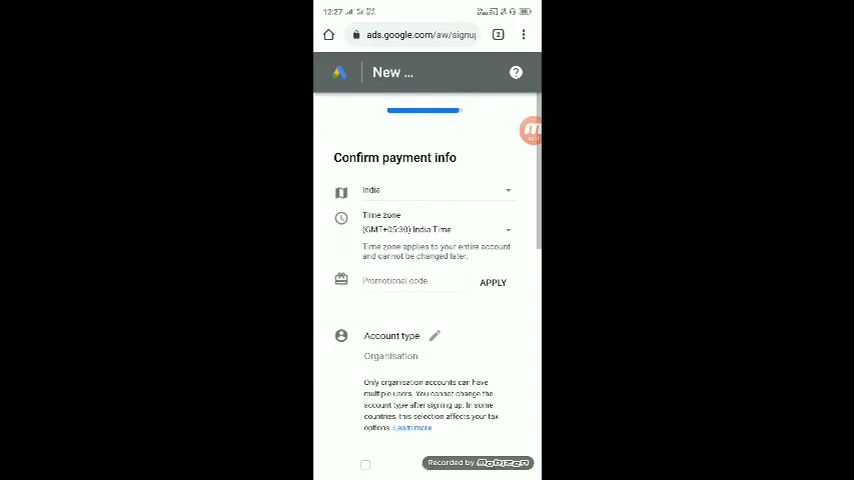 12:27
ads.google.com/aw/signu
2
New ...
?
Confirm payment info
India
Time zone
(GMT+05:30) India Time
Time zone applies to your entire account
and cannot be changed later.
Promotional code
APPLY
Account type
Organisation
Only organisation accounts can have
multiple users. You cannot change the
account type after signing up. In some
countries, this selection affects your tax
options. Learn more
Recorded by mobizen